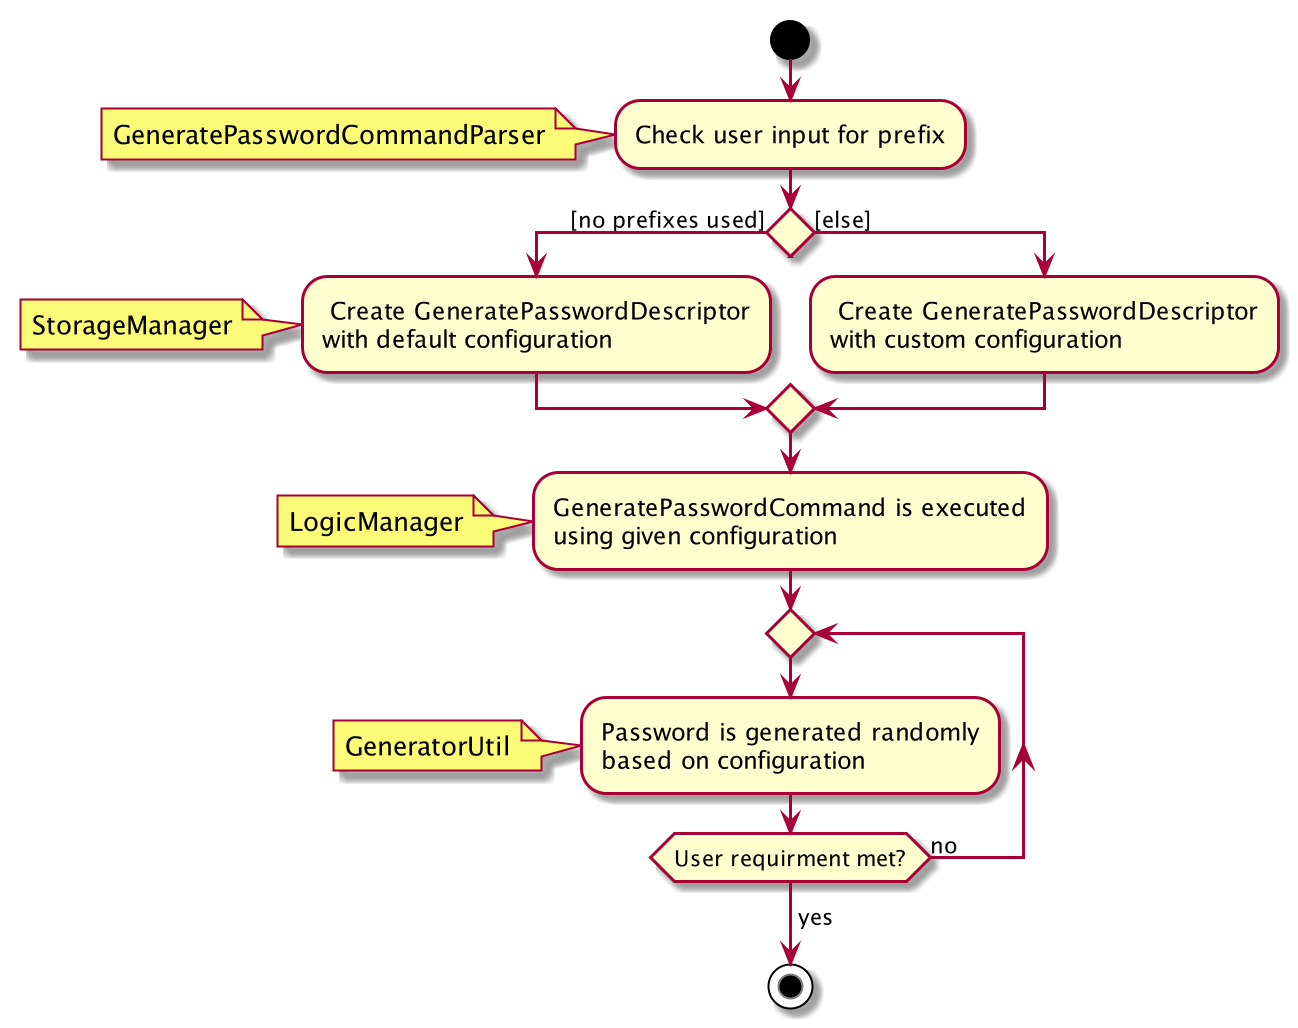 GeneratePasswordCommandParser
Check user input for prefix
[no prefixes used]
[else]
StorageManager
Create GeneratePasswordDescriptor
with default configuration
Create GeneratePasswordDescriptor
with custom configuration
LogicManager
GeneratePasswordCommand is executed
using given configuration
GeneratorUtil
Password is generated randomly
based on configuration
User requirment met?
no
yes